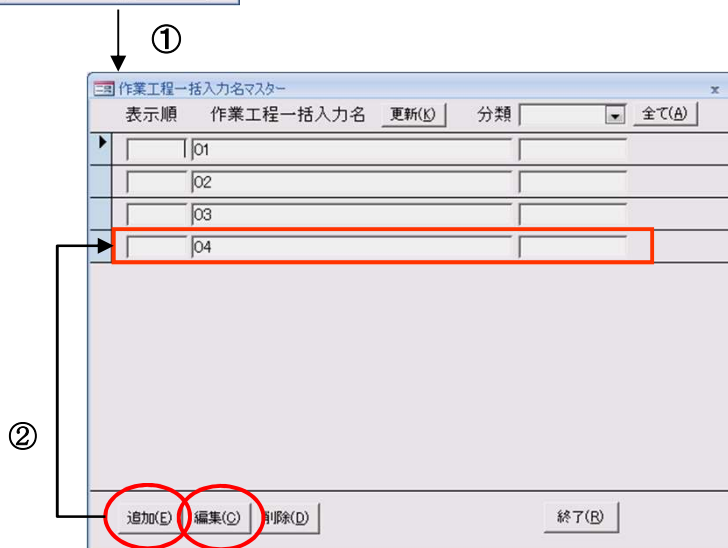 ①
作業工程一括入力名マスター x
表示順 作業工程一括入力名 更新(K) 分類 全て(A)
01
02
03
04
②
追加(E) 編集(C) 削除(D) 終了(R)